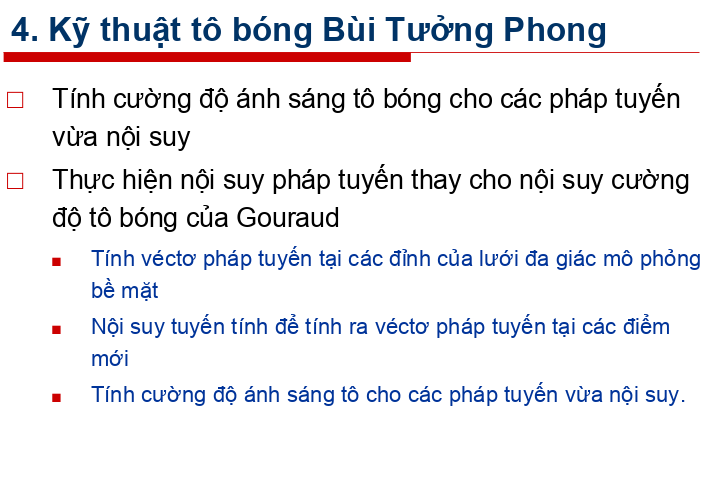 4. Kỹ thuật tô bóng Bùi Tưởng Phong
Tính cường độ ánh sáng tô bóng cho các pháp tuyến
vừa nội suy
Thực hiện nội suy pháp tuyến thay cho nội suy cường
độ tô bóng của Gouraud
Tính véctơ pháp tuyến tại các đỉnh của lưới đa giác mô phỏng
bề mặt
Nội suy tuyến tính để tính ra véctơ pháp tuyến tại các điểm
mới
Tính cường độ ánh sáng tô cho các pháp tuyến vừa nội suy.